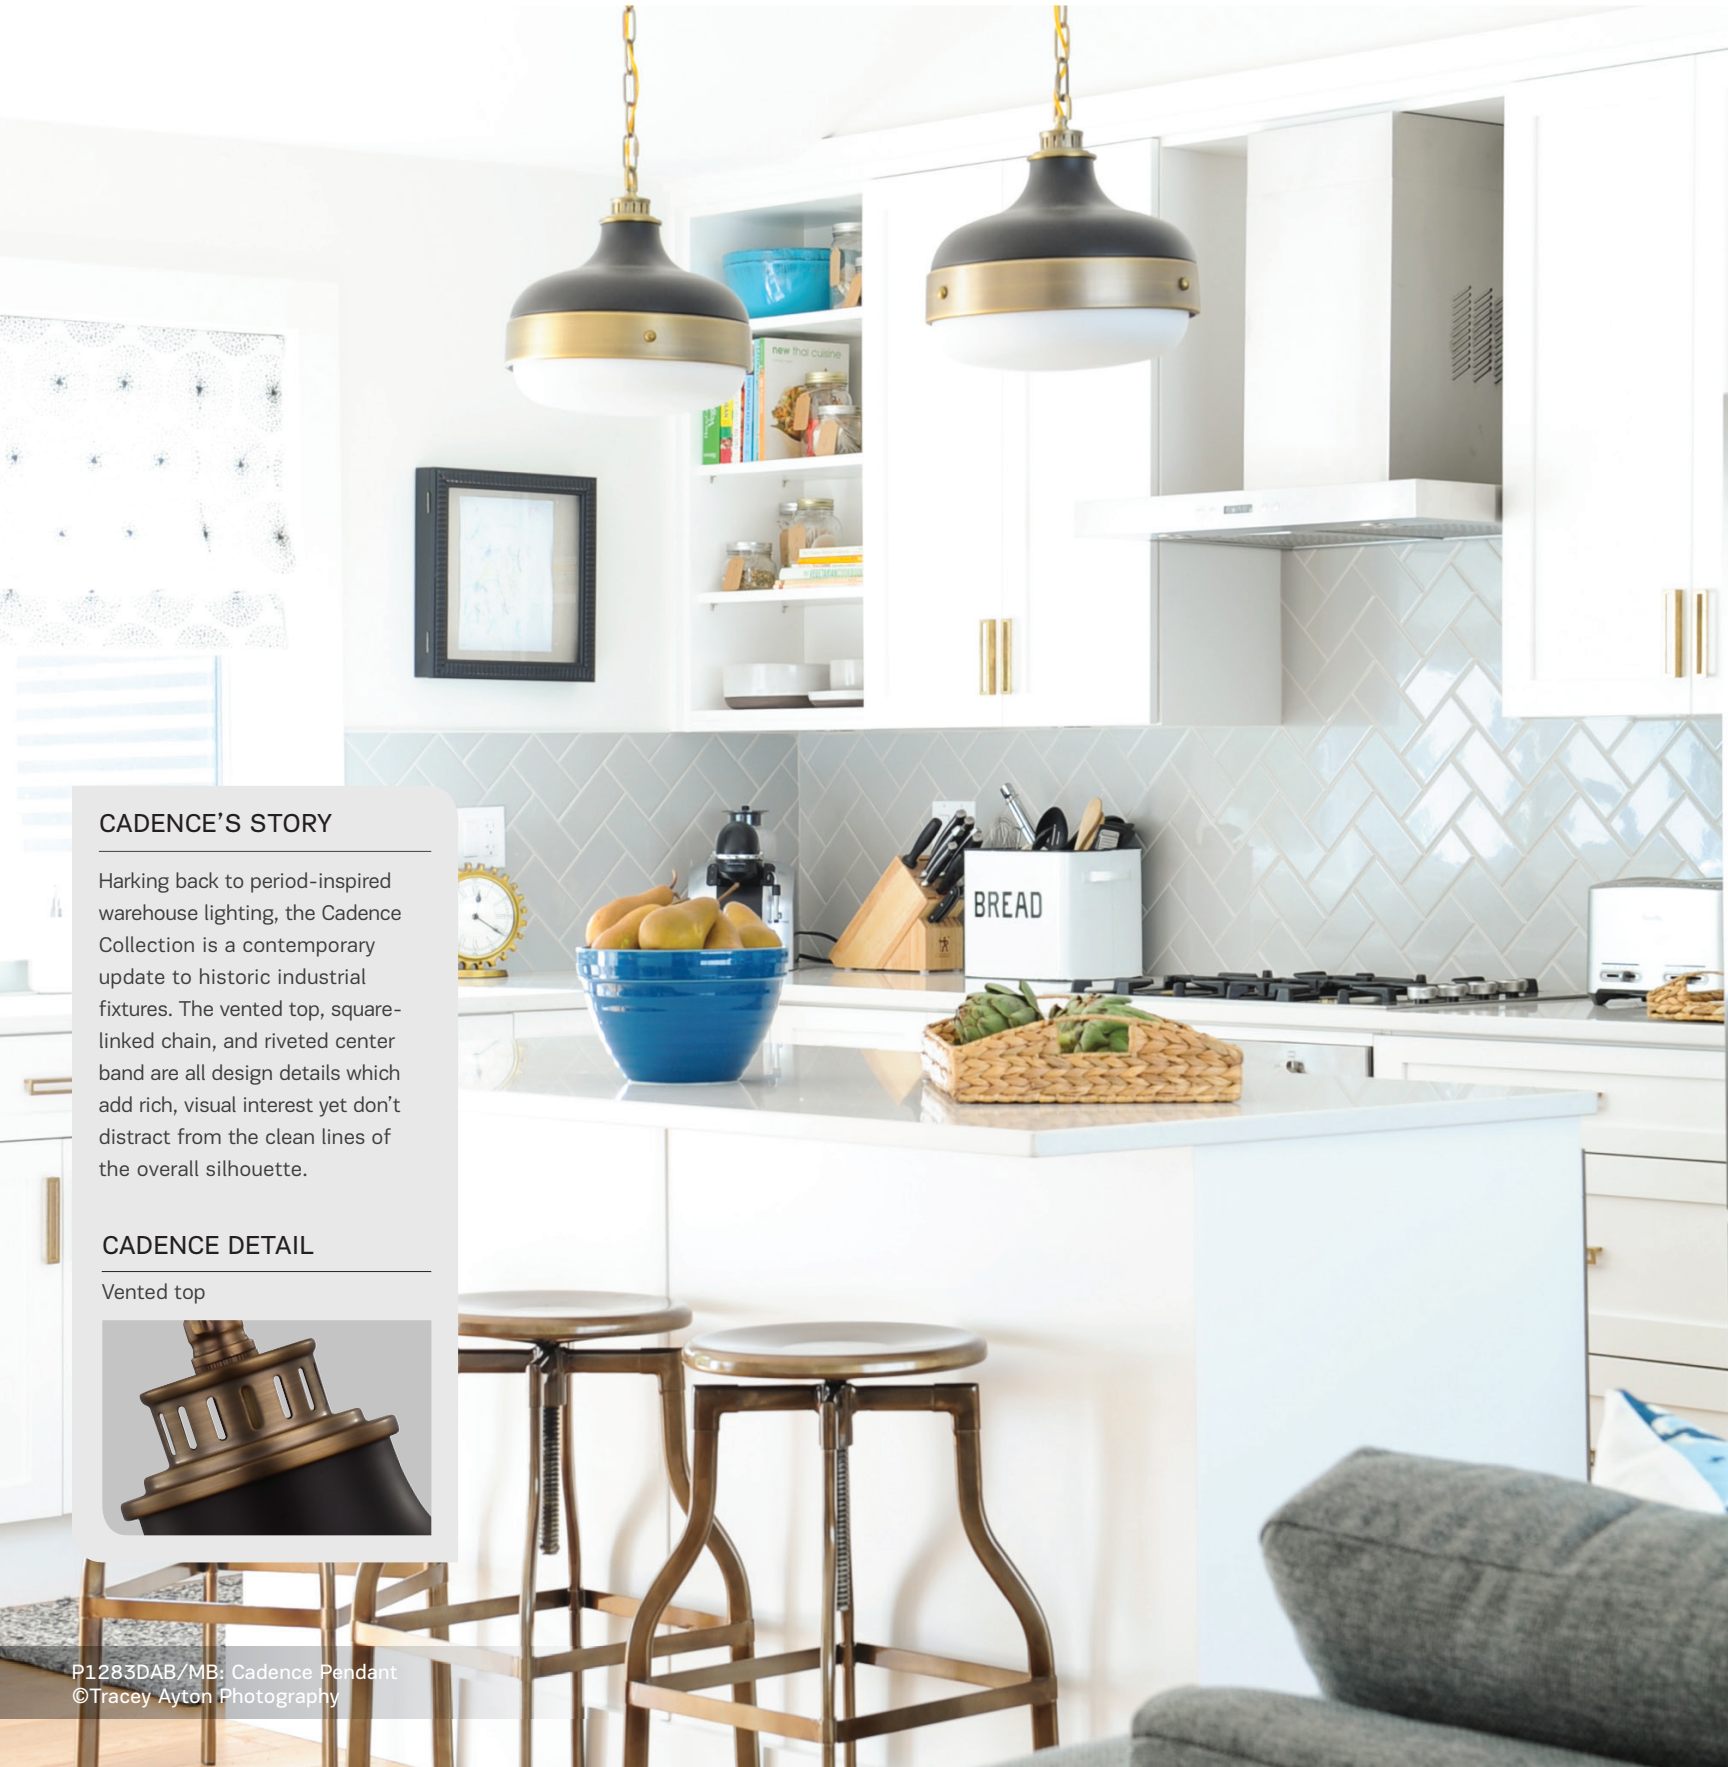 new thai cuisine
BREAD
CADENCE’S STORY
Harking back to period-inspired
warehouse lighting, the Cadence
Collection is a contemporary
update to historic industrial
fixtures. The vented top, square-
linked chain, and riveted center
band are all design details which
add rich, visual interest yet don’t
distract from the clean lines of
the overall silhouette.
CADENCE DETAIL
Vented top
P1283DAB/MB: Cadence Pendant
©Tracey Ayton Photography